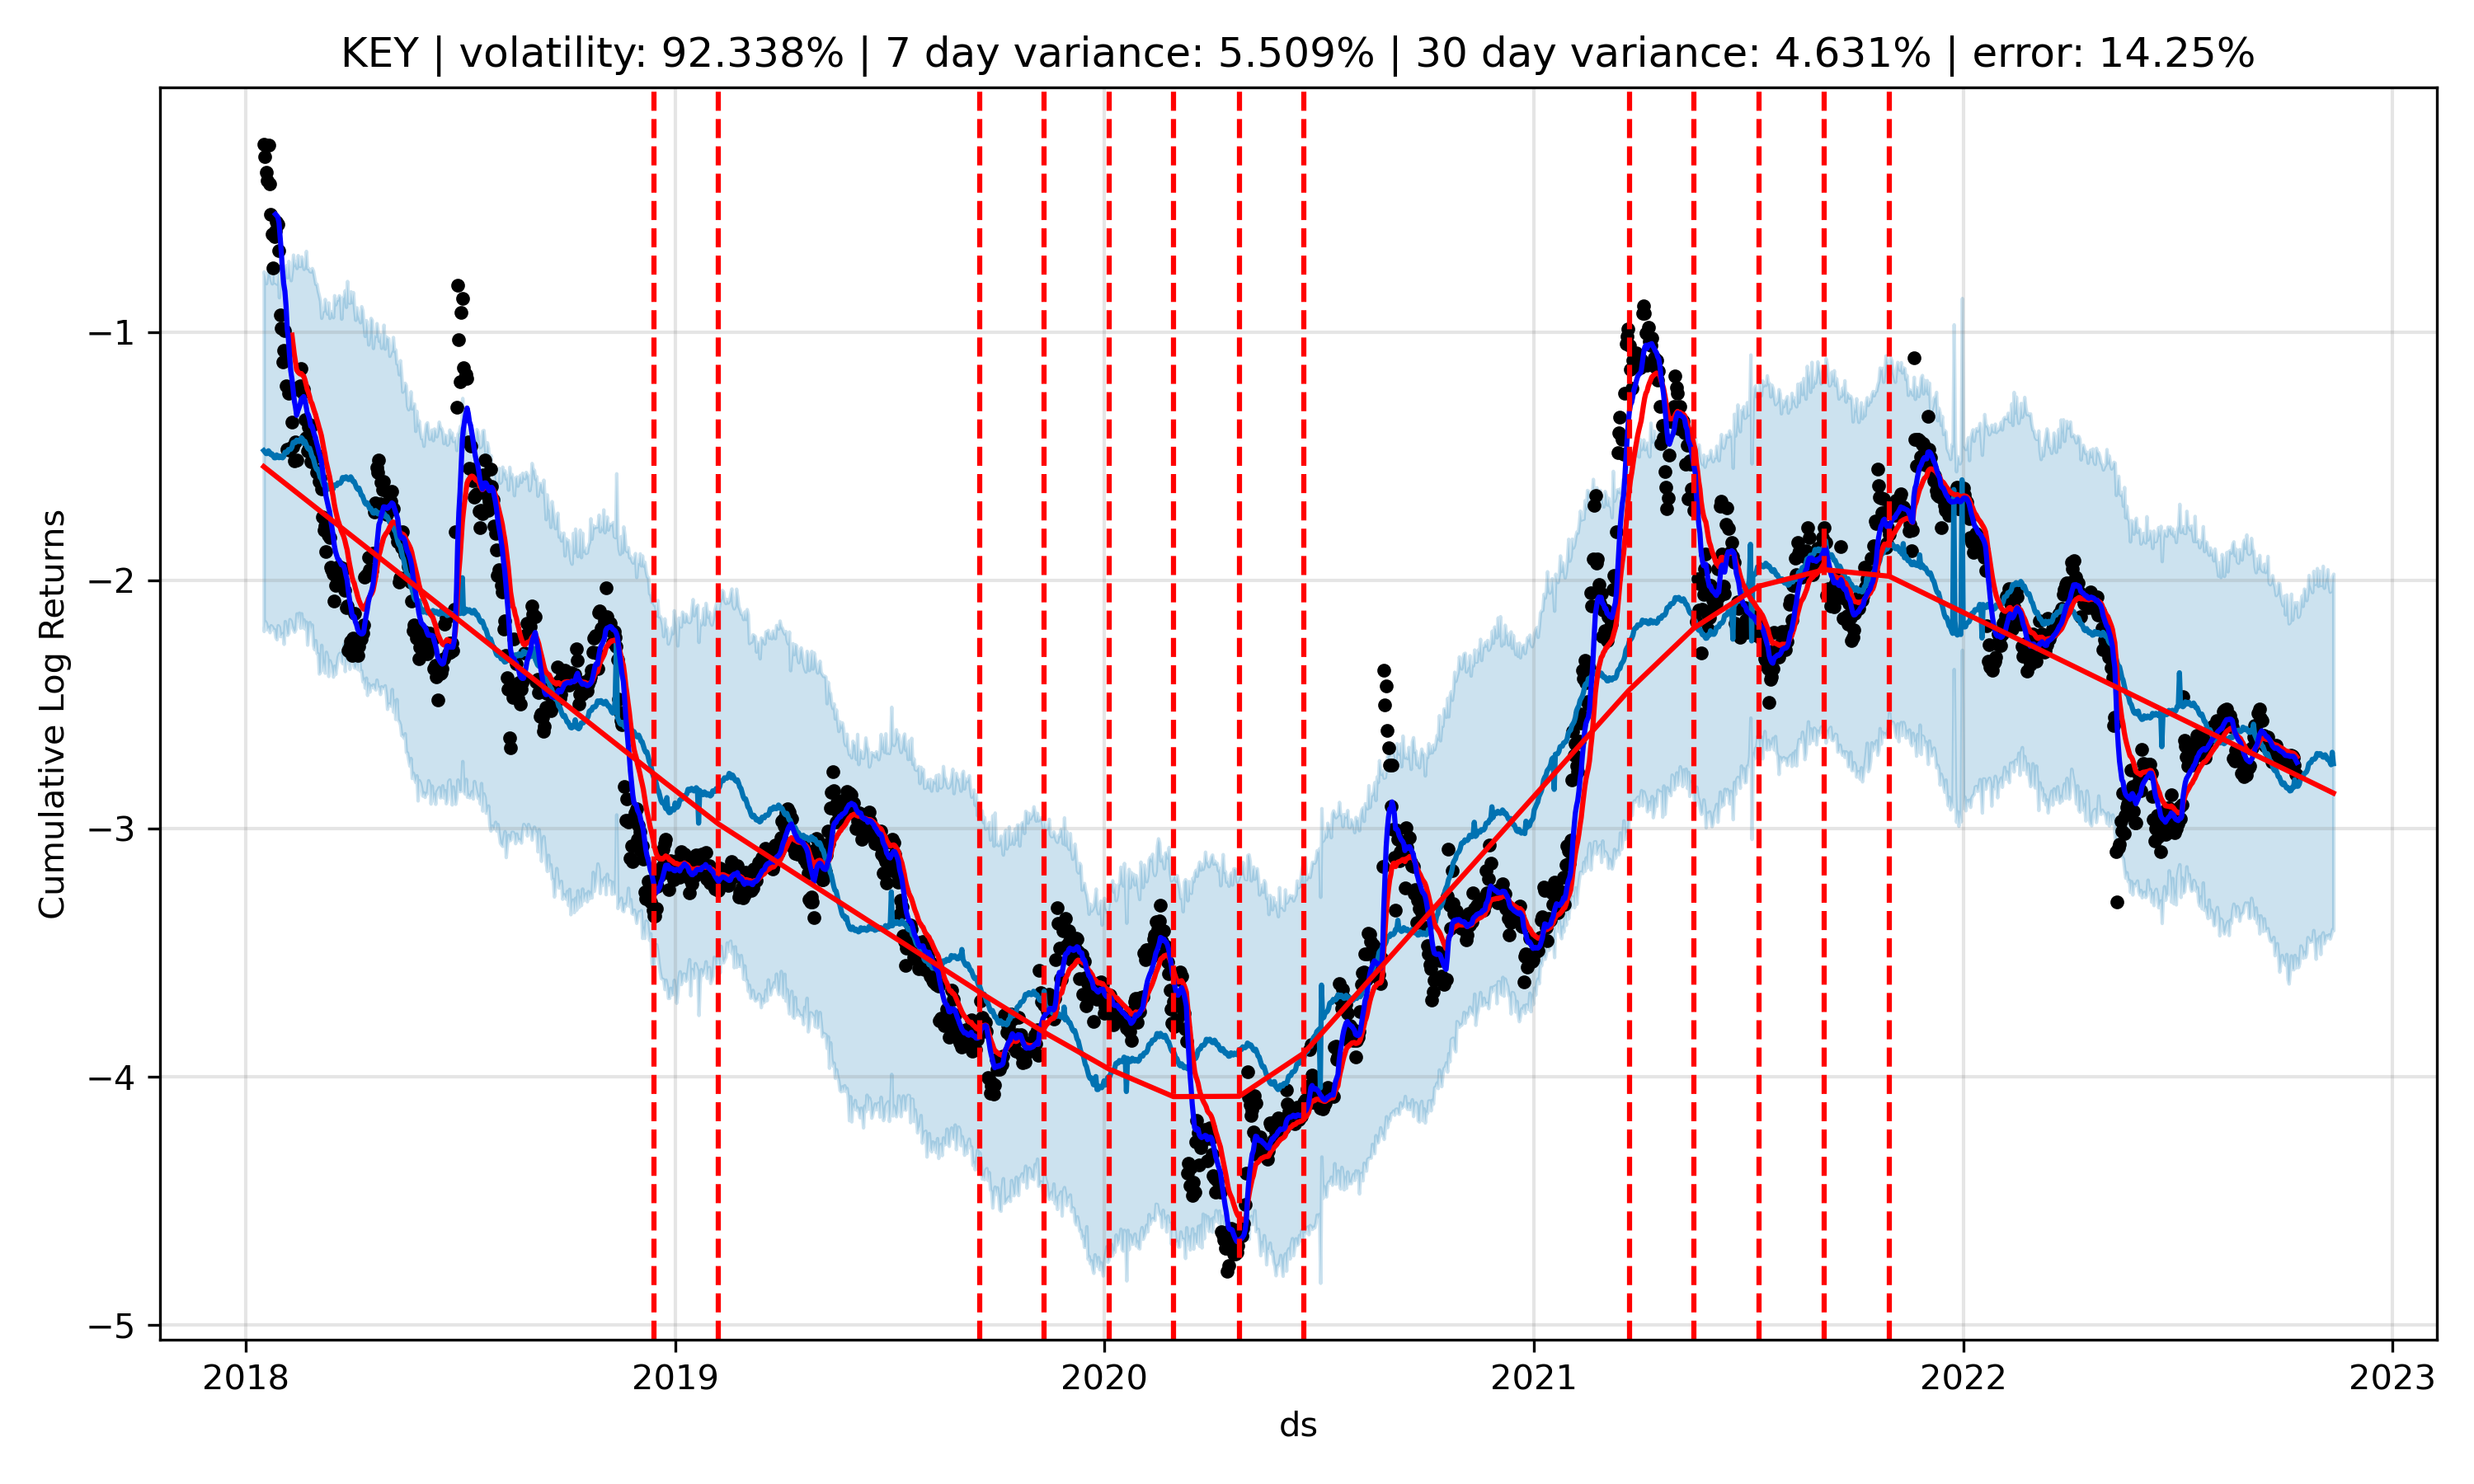 KEY | volatility: 92.338% | 7 day variance: 5.509% | 30 day variance: 4.631% | error: 14.25%
Cumulative Log Returns
−1
−2
−3
−4
−5
2018 2019 2020 2021 2022 2023
ds